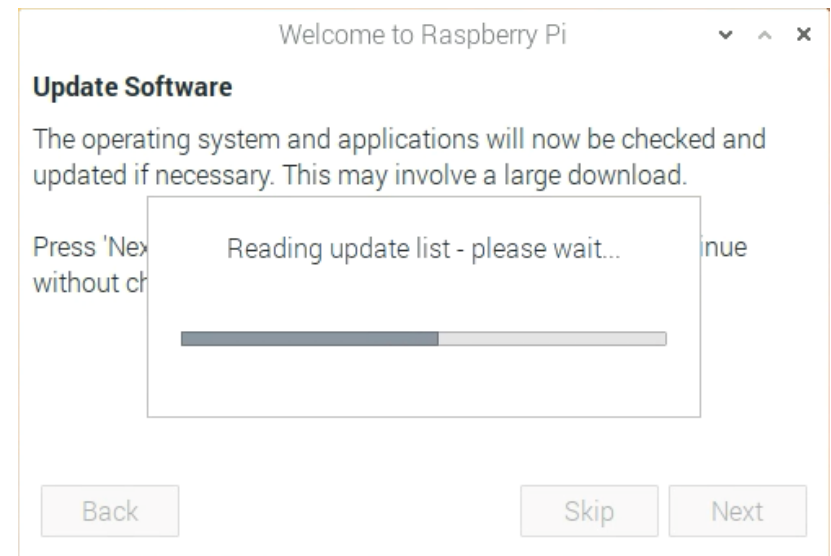 Welcome to Raspberry Pi
Update Software
The operating system and applications will now be checked and
updated if necessary. This may involve a large download.
Press 'Nex
inue
without ch
Reading update list - please wait...
Back
Skip
Next